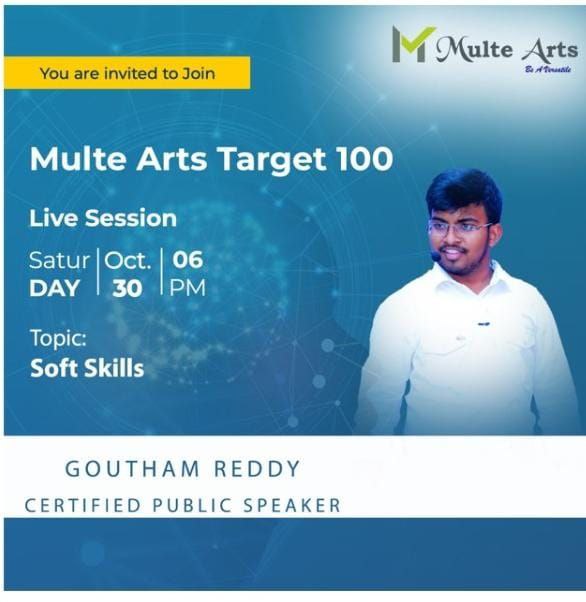 Multe Arts
Be A Versatile
You are invited to Join
Multe Arts Target 100
Live Session
Satur Oct. 06
DAY 30 PM
Topic:
Soft Skills
GOUTHAM REDDY
CERTIFIED PUBLIC SPEAKER